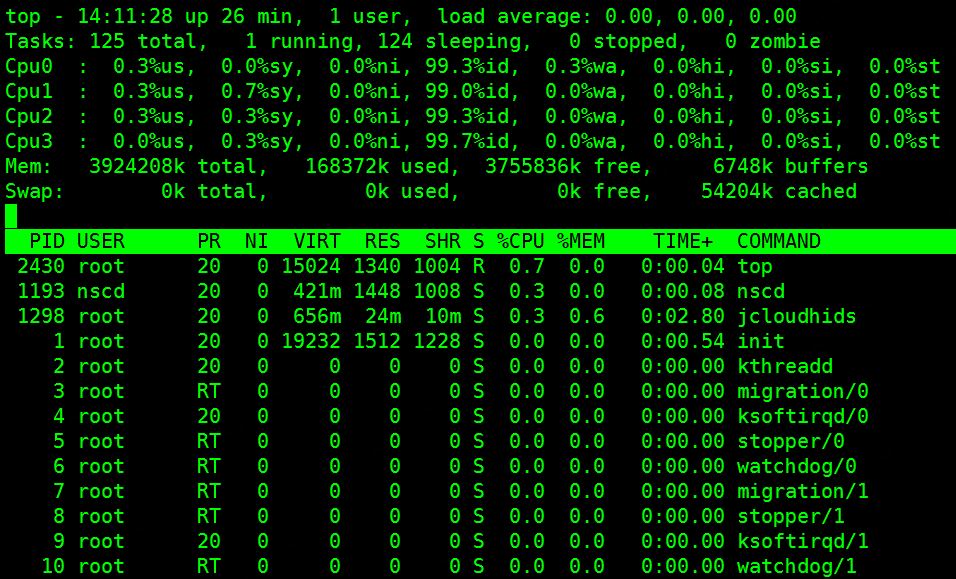 top - 14:11:28 up 26 min,  1 user,  load average: 0.00, 0.00, 0.00
Tasks: 125 total,   1 running, 124 sleeping,   0 stopped,   0 zombie
Cpu0  :  0.3%us,  0.0%sy,  0.0%ni, 99.3%id,  0.3%wa,  0.0%hi,  0.0%si,  0.0%st
Cpu1  :  0.3%us,  0.7%sy,  0.0%ni, 99.0%id,  0.0%wa,  0.0%hi,  0.0%si,  0.0%st
Cpu2  :  0.3%us,  0.3%sy,  0.0%ni, 99.3%id,  0.0%wa,  0.0%hi,  0.0%si,  0.0%st
Cpu3  :  0.0%us,  0.3%sy,  0.0%ni, 99.7%id,  0.0%wa,  0.0%hi,  0.0%si,  0.0%st
Mem:   3924208k total,   168372k used,  3755836k free,     6748k buffers
Swap:        0k total,        0k used,        0k free,    54204k cached
  PID USER      PR  NI  VIRT  RES  SHR S %CPU %MEM    TIME+  COMMAND
 2430 root      20   0 15024 1340 1004 R  0.7  0.0   0:00.04 top
 1193 nscd      20   0  421m 1448 1008 S  0.3  0.0   0:00.08 nscd
 1298 root      20   0  656m  24m  10m S  0.3  0.6   0:02.80 jcloudhids
    1 root      20   0 19232 1512 1228 S  0.0  0.0   0:00.54 init
    2 root      20   0     0    0    0 S  0.0  0.0   0:00.00 kthreadd
    3 root      RT   0     0    0    0 S  0.0  0.0   0:00.00 migration/0
    4 root      20   0     0    0    0 S  0.0  0.0   0:00.00 ksoftirqd/0
    5 root      RT   0     0    0    0 S  0.0  0.0   0:00.00 stopper/0
    6 root      RT   0     0    0    0 S  0.0  0.0   0:00.00 watchdog/0
    7 root      RT   0     0    0    0 S  0.0  0.0   0:00.00 migration/1
    8 root      RT   0     0    0    0 S  0.0  0.0   0:00.00 stopper/1
    9 root      20   0     0    0    0 S  0.0  0.0   0:00.00 ksoftirqd/1
   10 root      RT   0     0    0    0 S  0.0  0.0   0:00.00 watchdog/1